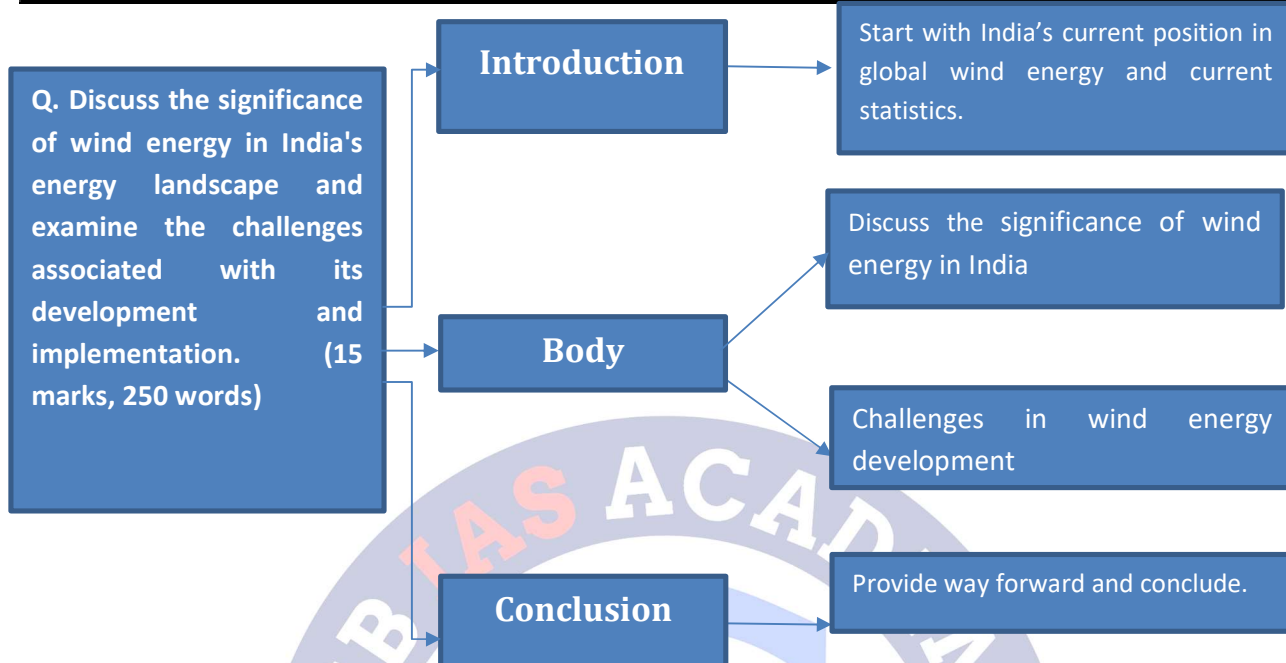 Q. Discuss the significance
of wind energy in India's
energy landscape and
examine the challenges
associated with its
development and
implementation. (15
marks, 250 words)
Introduction
Start with India’s current position in
global wind energy and current
statistics.
Body
Discuss the significance of wind
energy in India
Challenges in wind energy
development
Conclusion
Provide way forward and conclude.
IAS ACAD